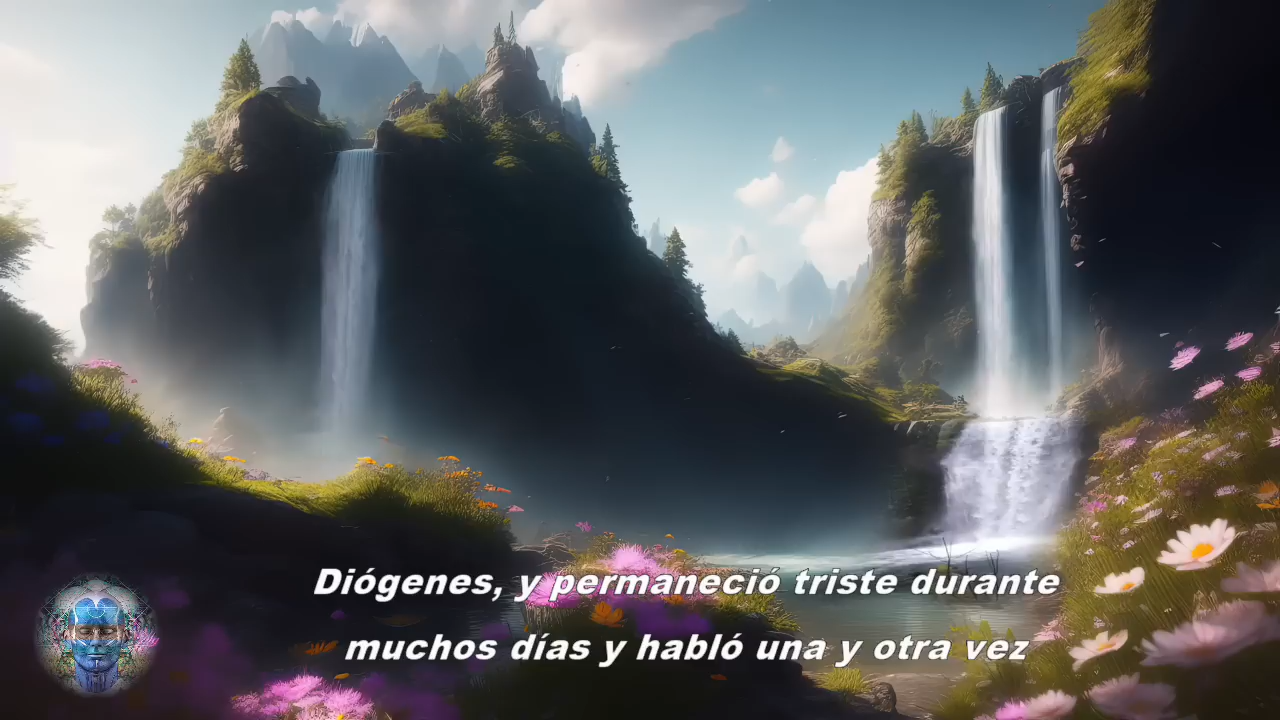 Diógenes, y permaneció triste durante
muchos días y habló una y otra vez